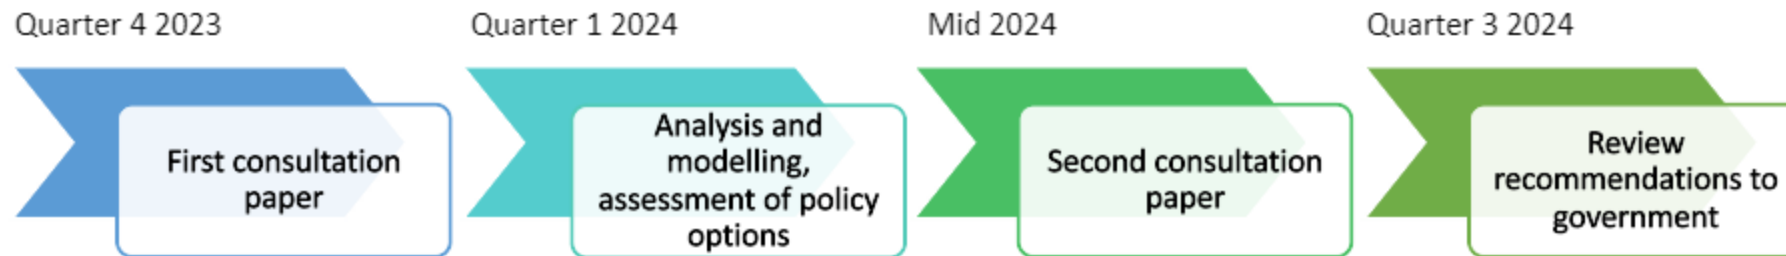 Quarter 4 2023
First consultation
paper
Quarter 1 2024
Analysis and
modelling,
assessment of policy
options
Mid 2024
Second consultation
paper
Quarter 3 2024
Review
recommendations to
government